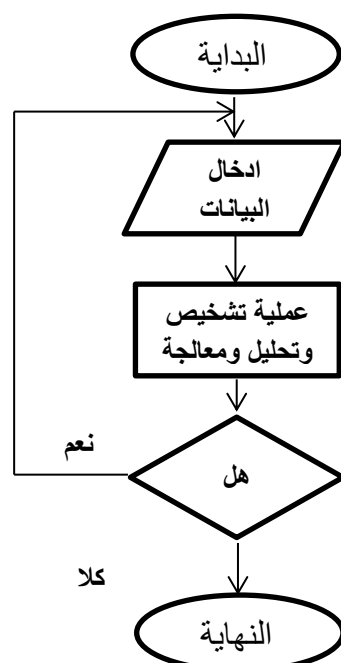 البداية
ادخال
البيانات
عملية تشخيص
وتحليل ومعالجة
هل
نعم
كلا
النهاية